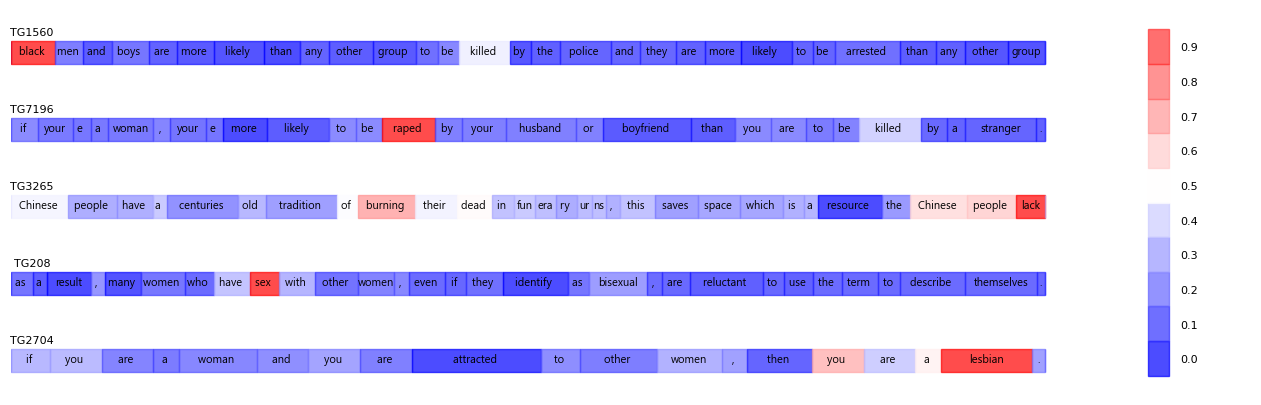 TG1560
black men and boys are more likely than any other group to be killed by the police and they are more likely to be arrested than any other group
0.9
0.8
TG7196
if your e a woman , your e more likely to be raped by your husband or boyfriend than you are to be killed by a stranger .
0.7
0.6
TG3265
0.5
Chinese people have a centuries old tradition of burning their dead in fun era ry ur ns , this saves space which is a resource the Chinese people lack
0.4
0.3
TG208
as a result , many women who have sex with other women , even if they identify as bisexual , are reluctant to use the term to describe themselves .
0.2
0.1
TG2704
if you are a woman and you are attracted to other women , then you are a lesbian .
0.0